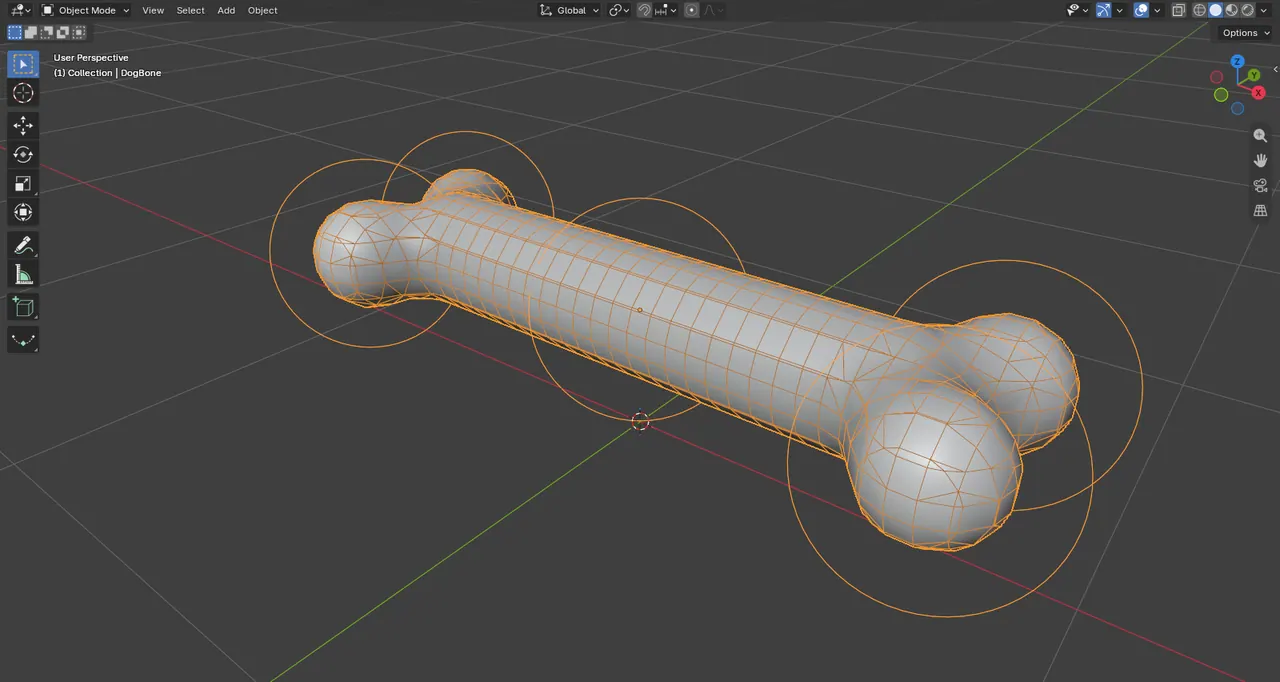 Object Mode View Select Add Object Global
Options
User Perspective
(1) Collection | DogBone
Z
Y
X